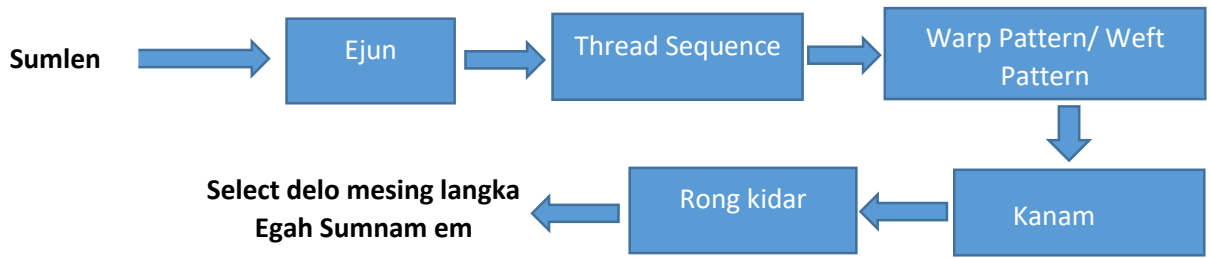 Sumlen
Ejun
Thread Sequence
Warp Pattern/ Weft
Pattern
Kanam
Rong kidar
Select delo mesing langka
Egah Sumnam em